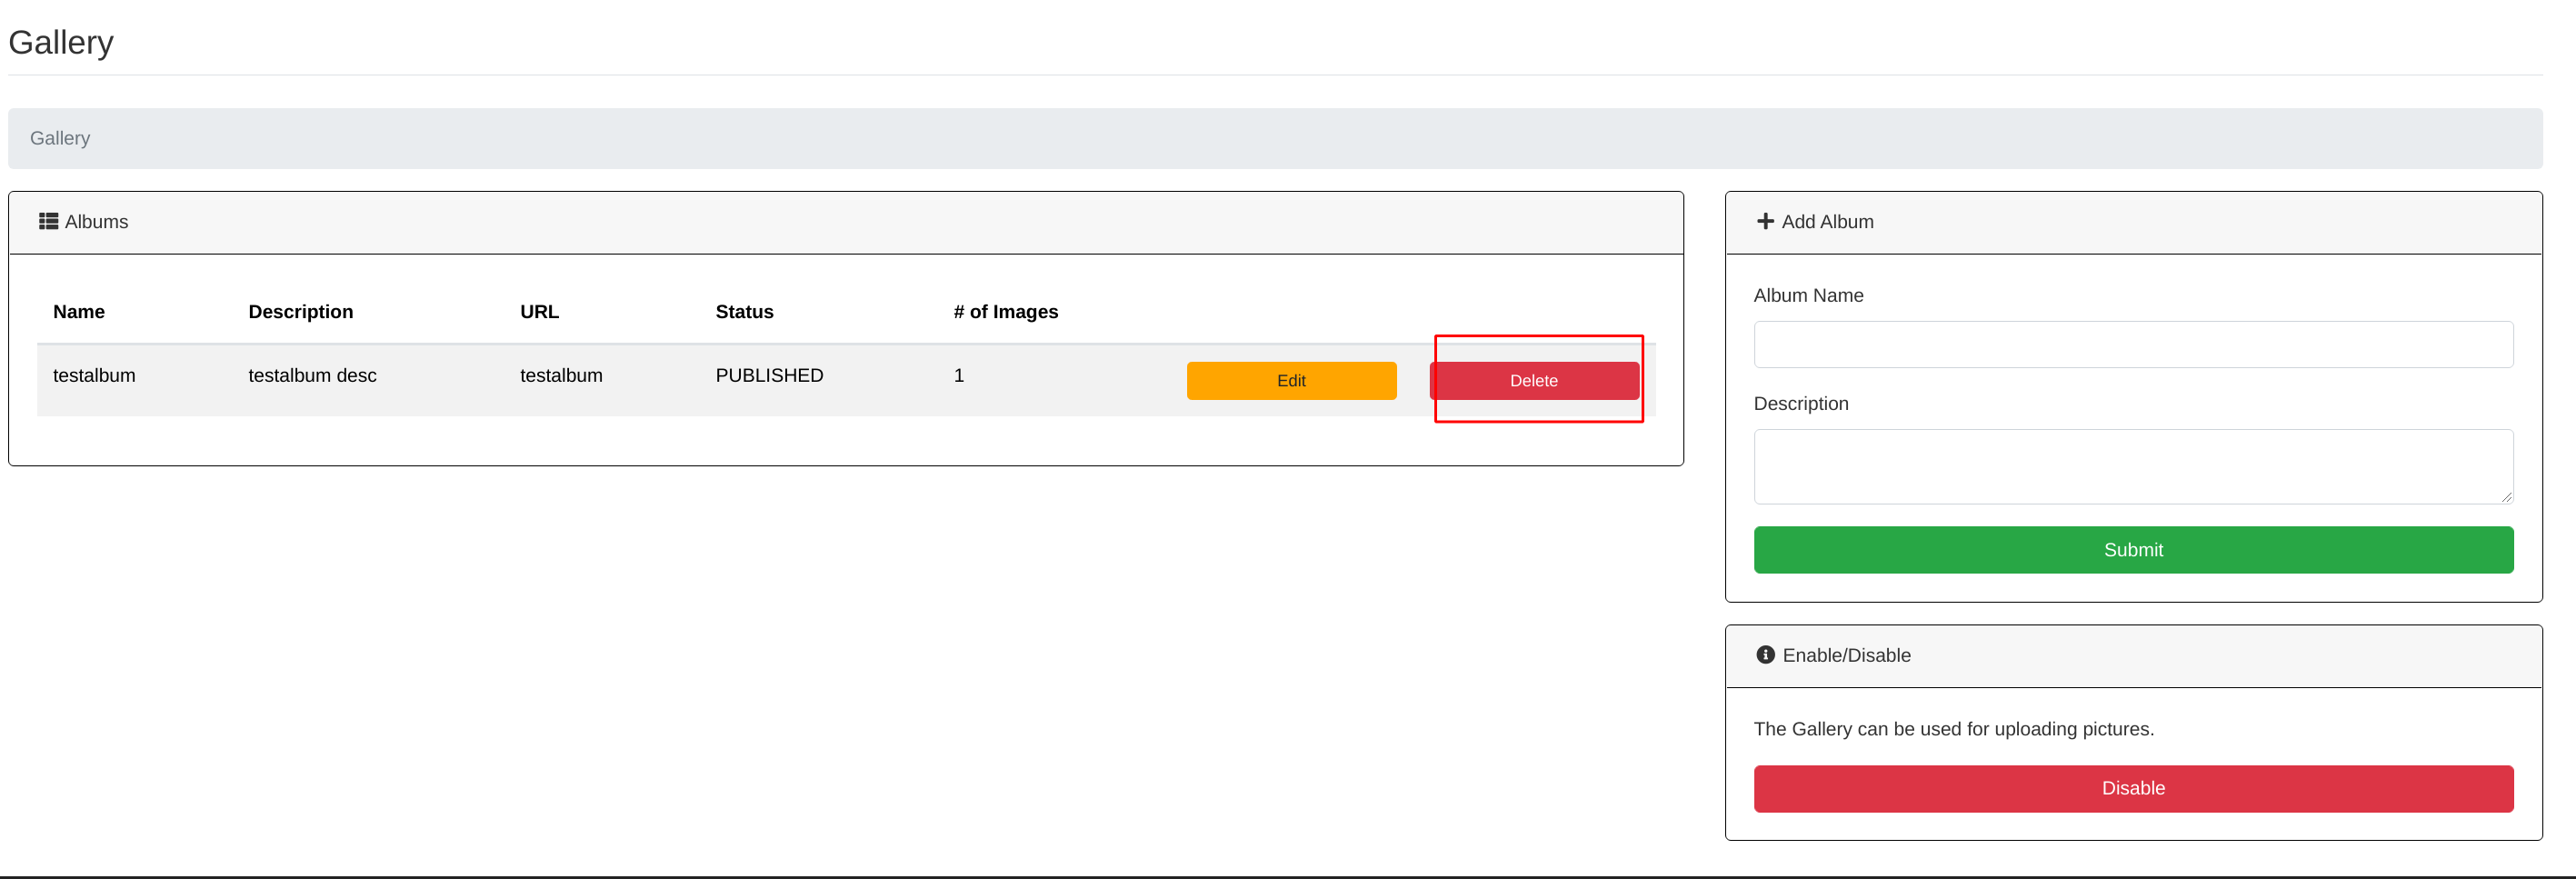 Gallery
Gallery
Albums
Name Description URL Status # of Images
testalbum testalbum desc testalbum PUBLISHED 1 Edit Delete
Add Album
Album Name
Description
Submit
Enable/Disable
The Gallery can be used for uploading pictures.
Disable